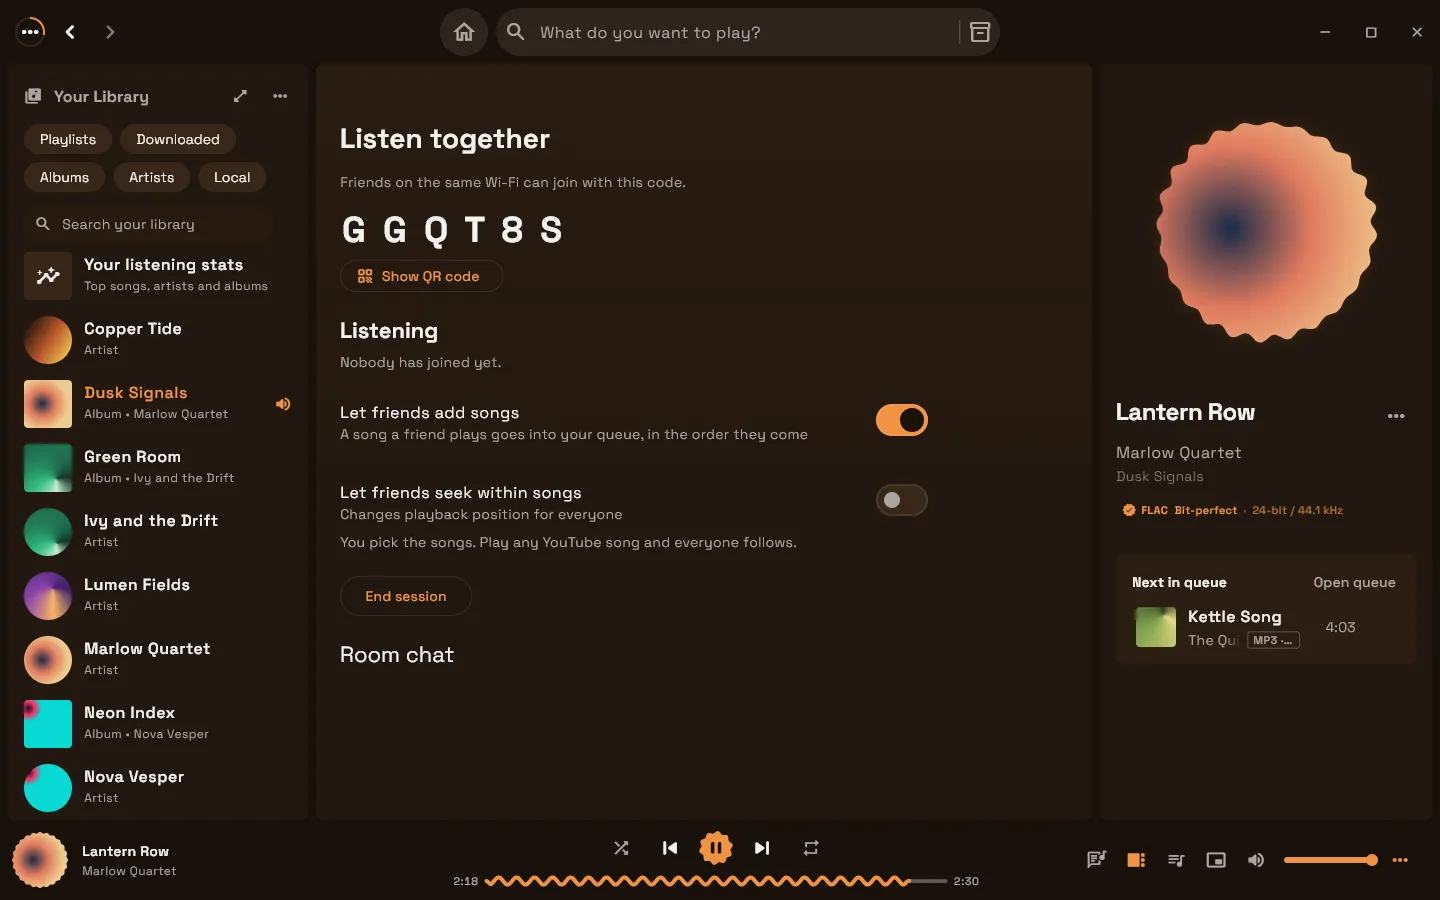 What do you want to play?
Your Library
Playlists
Downloaded
Albums
Artists
Local
Search your library
Your listening stats
Top songs, artists and albums
Copper Tide
Artist
Dusk Signals
Album • Marlow Quartet
Green Room
Album • Ivy and the Drift
Ivy and the Drift
Artist
Lumen Fields
Artist
Marlow Quartet
Artist
Neon Index
Album • Nova Vesper
Nova Vesper
Artist
Listen together
Friends on the same Wi-Fi can join with this code.
G G Q T 8 S
Show QR code
Listening
Nobody has joined yet.
Let friends add songs
A song a friend plays goes into your queue, in the order they come
Let friends seek within songs
Changes playback position for everyone
You pick the songs. Play any YouTube song and everyone follows.
End session
Room chat
Lantern Row
Marlow Quartet
Dusk Signals
FLAC Bit-perfect · 24-bit / 44.1 kHz
Next in queue
Open queue
Kettle Song
The Qui
MP3 ·...
4:03
Lantern Row
Marlow Quartet
2:18
2:30